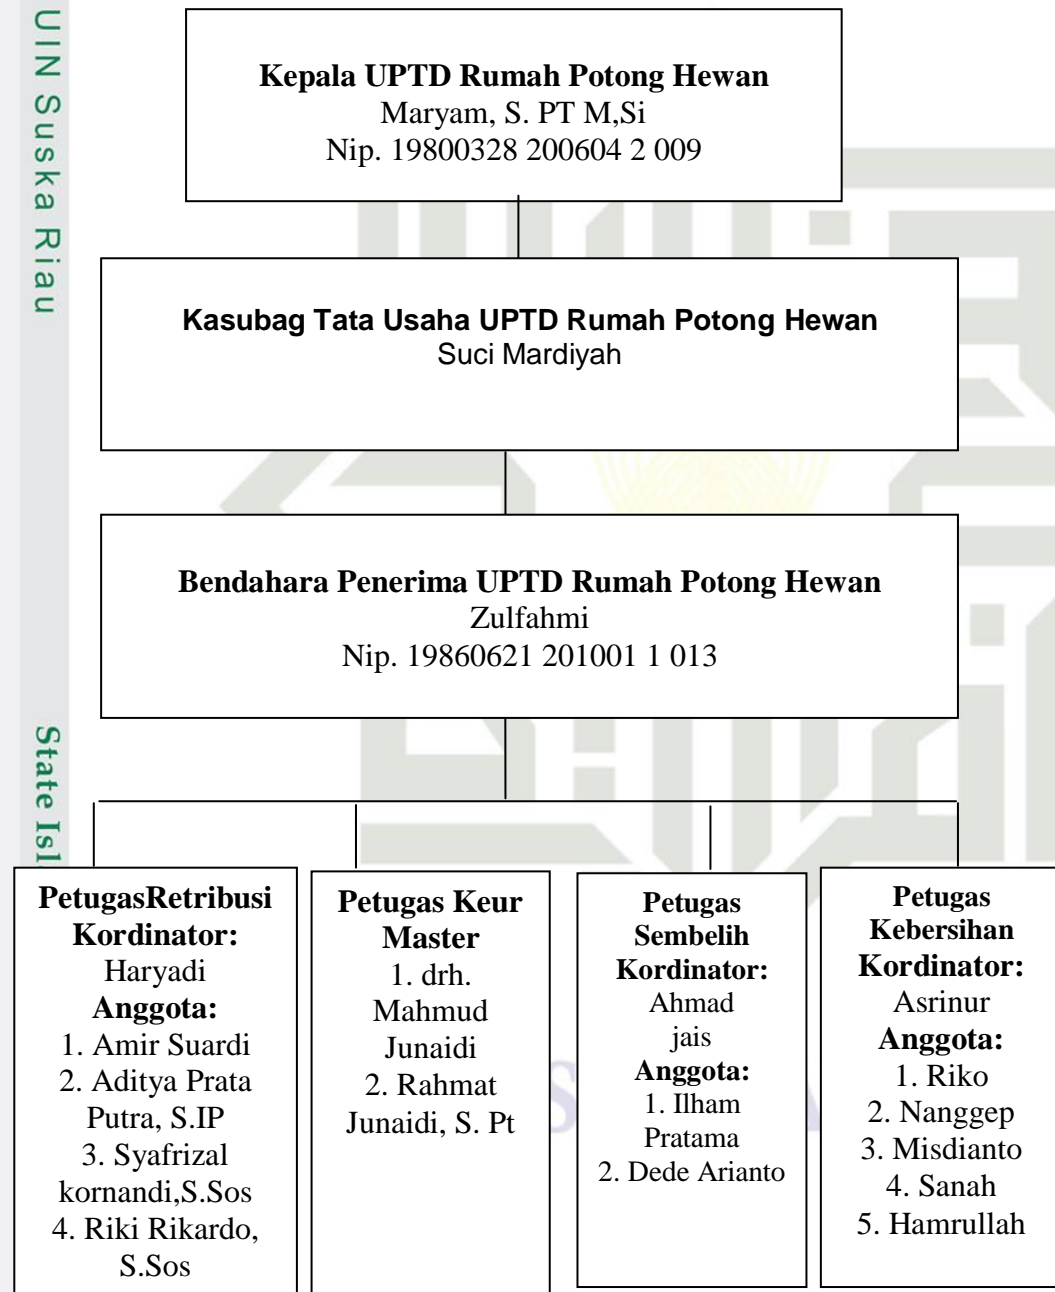 UIN Suska Riau
State Isl
Kepala UPTD Rumah Potong Hewan
Maryam, S. PT M,Si
Nip. 19800328 200604 2 009
Kasubag Tata Usaha UPTD Rumah Potong Hewan
Suci Mardiyah
Bendahara Penerima UPTD Rumah Potong Hewan
Zulfahmi
Nip. 19860621 201001 1 013
PetugasRetribusi
Kordinator:
Haryadi
Anggota:
1. Amir Suardi
2. Aditya Prata
Putra, S.IP
3. Syafrizal
kornandi,S.Sos
4. Riki Rikardo,
S.Sos
Petugas Keur
Master
1. drh.
Mahmud
Junaidi
2. Rahmat
Junaidi, S. Pt
Petugas
Sembelih
Kordinator:
Ahmad
jais
Anggota:
1. Ilham
Pratama
2. Dede Arianto
Petugas
Kebersihan
Kordinator:
Asrinur
Anggota:
1. Riko
2. Nanggep
3. Misdianto
4. Sanah
5. Hamrullah